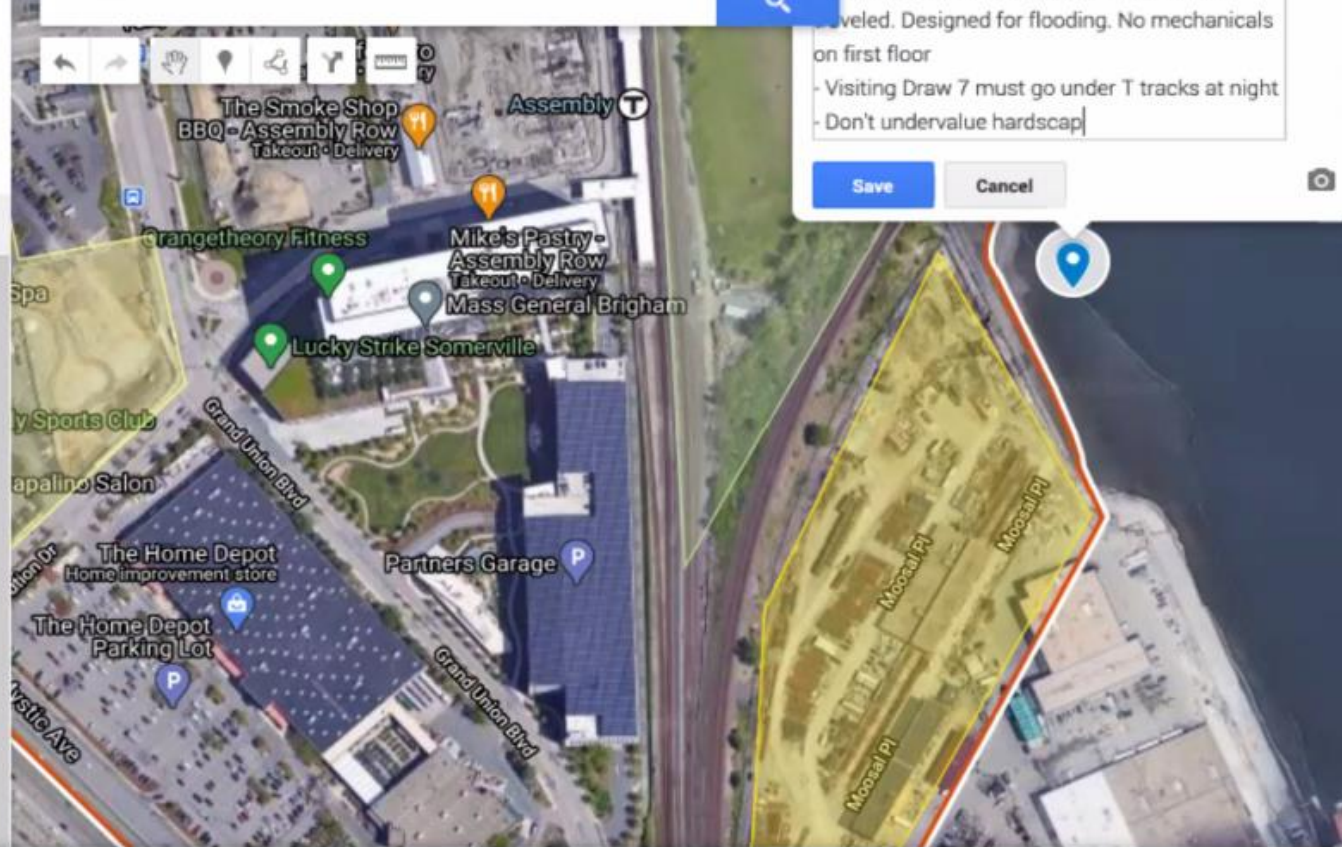 Designed for flooding. No mechanicals
on first floor
- Visiting Draw 7 must go under T tracks at night
- Don't undervalue hardscap
Save
Cancel
The Smoke Shop
BBQ - Assembly Row
Takeout • Delivery
Assembly
T
Orangetheory Fitness
Mike's Pastry -
Assembly Row
Takeout • Delivery
Spa
Mass General Brigham
Lucky Strike Somerville
Sports Club
Grand Union Blvd
Salon
Moosal Pl
Moosal Pl
The Home Depot
Home improvement store
Partners Garage
P
The Home Depot
Parking Lot
P
Grand Union Blvd
Mystic Ave
Moosal Pl